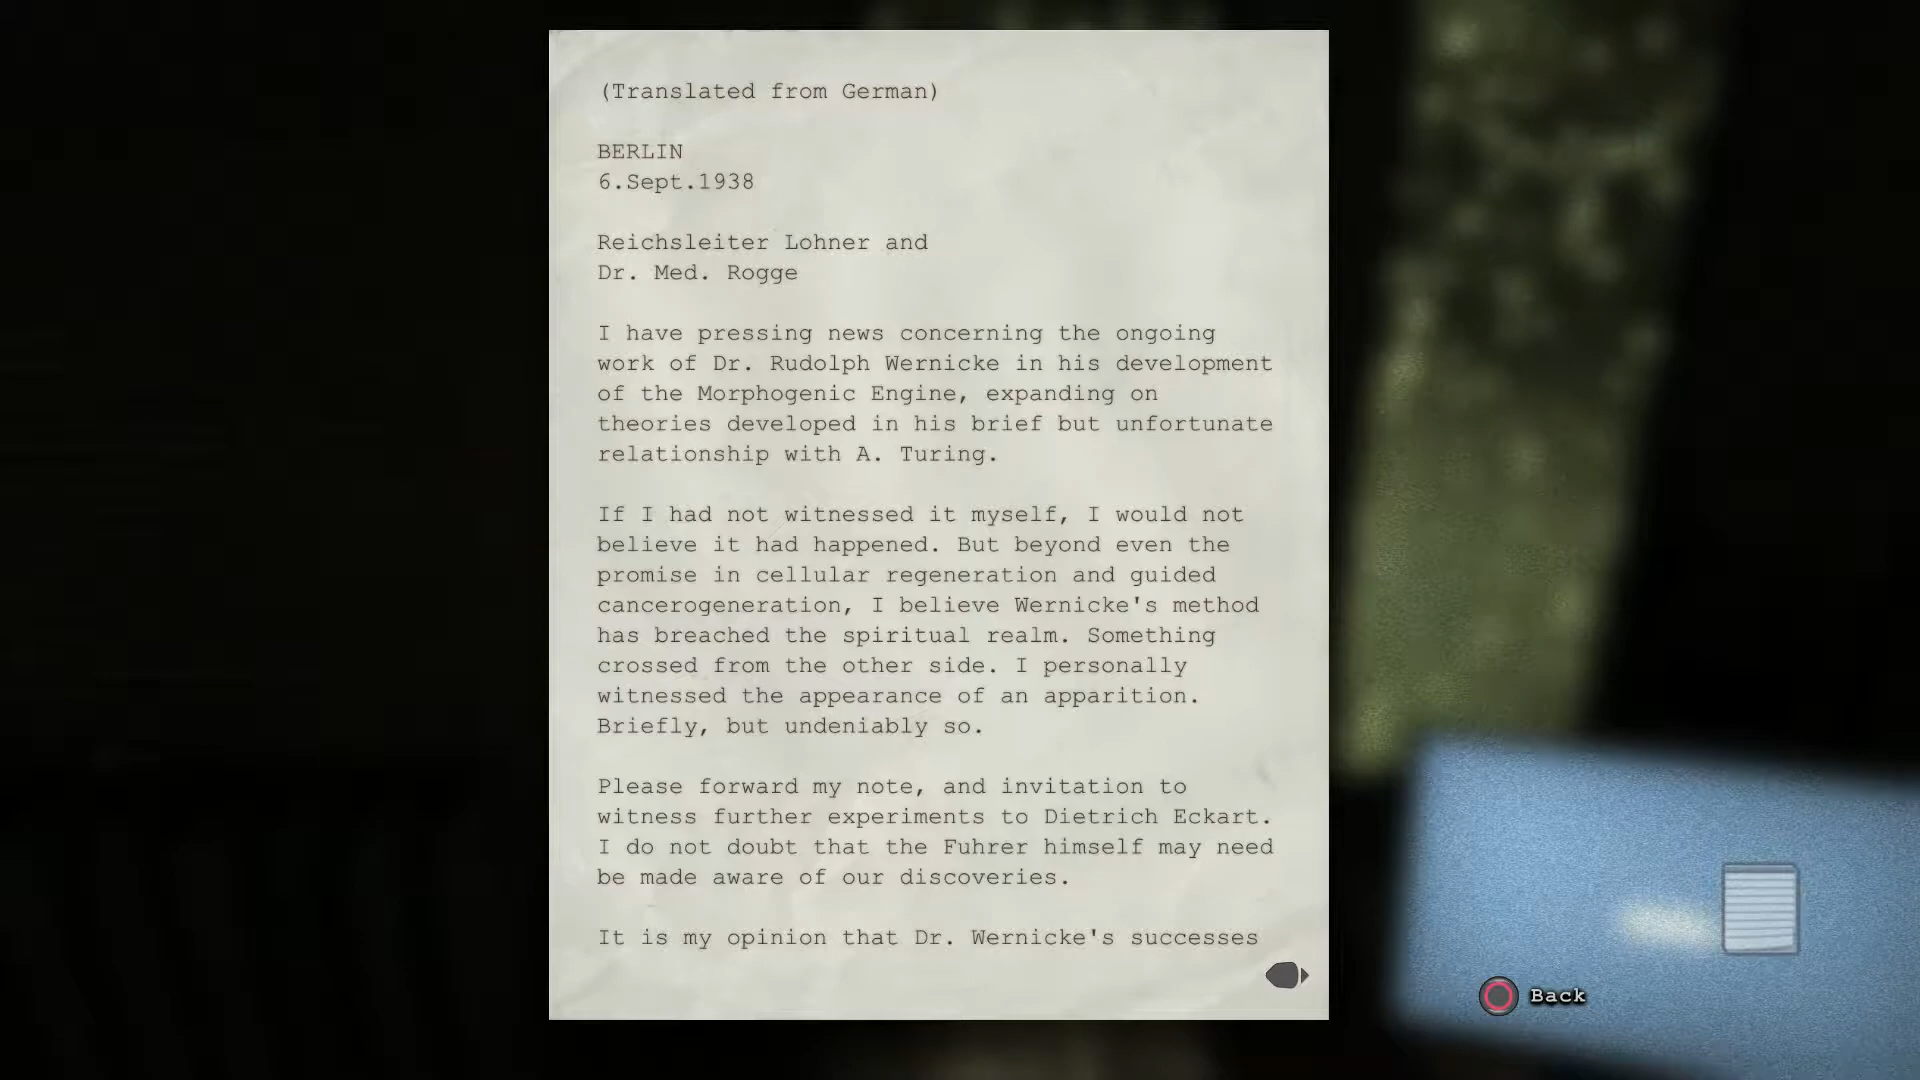 (Translated from German)
BERLIN
6.Sept.1938
Reichsleiter Lohner and
Dr. Med. Rogge
I have pressing news concerning the ongoing
work of Dr. Rudolph Wernicke in his development
of the Morphogenic Engine, expanding on
theories developed in his brief but unfortunate
relationship with A. Turing.
If I had not witnessed it myself, I would not
believe it had happened. But beyond even the
promise in cellular regeneration and guided
cancerogeneration, I believe Wernicke's method
has breached the spiritual realm. Something
crossed from the other side. I personally
witnessed the appearance of an apparition.
Briefly, but undeniably so.
Please forward my note, and invitation to
witness further experiments to Dietrich Eckart.
I do not doubt that the Fuhrer himself may need
be made aware of our discoveries.
It is my opinion that Dr. Wernicke's successes
Back